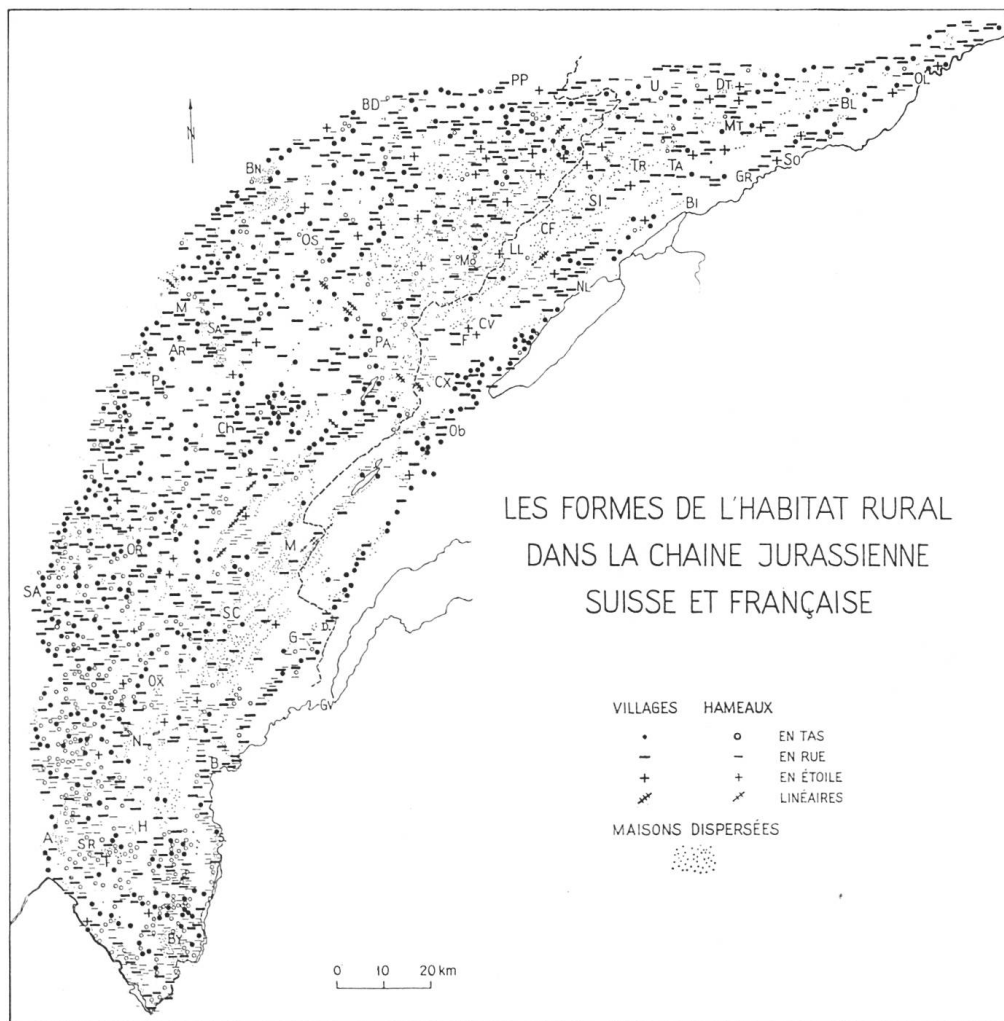 PP
U
DT
OL
BD
BL
MT
N
BN
TR
TA
SO
GR
SI
BI
OS
CF
LL
MO
NL
M
CV
SA
F
AR
PA
P
CX
Ch
Ob
L
LES FORMES DE L'HABITAT RURAL
DANS LA CHAINE JURASSIENNE
SUISSE ET FRANÇAISE
OR
M
SA
SC
D
G
OX
GV
VILLAGES HAMEAUX
EN TAS
N
EN RUE
B
EN ÉTOILE
LINÉAIRES
H
MAISONS DISPERSÉES
A
S
SR
T
BY
0 10 20 km